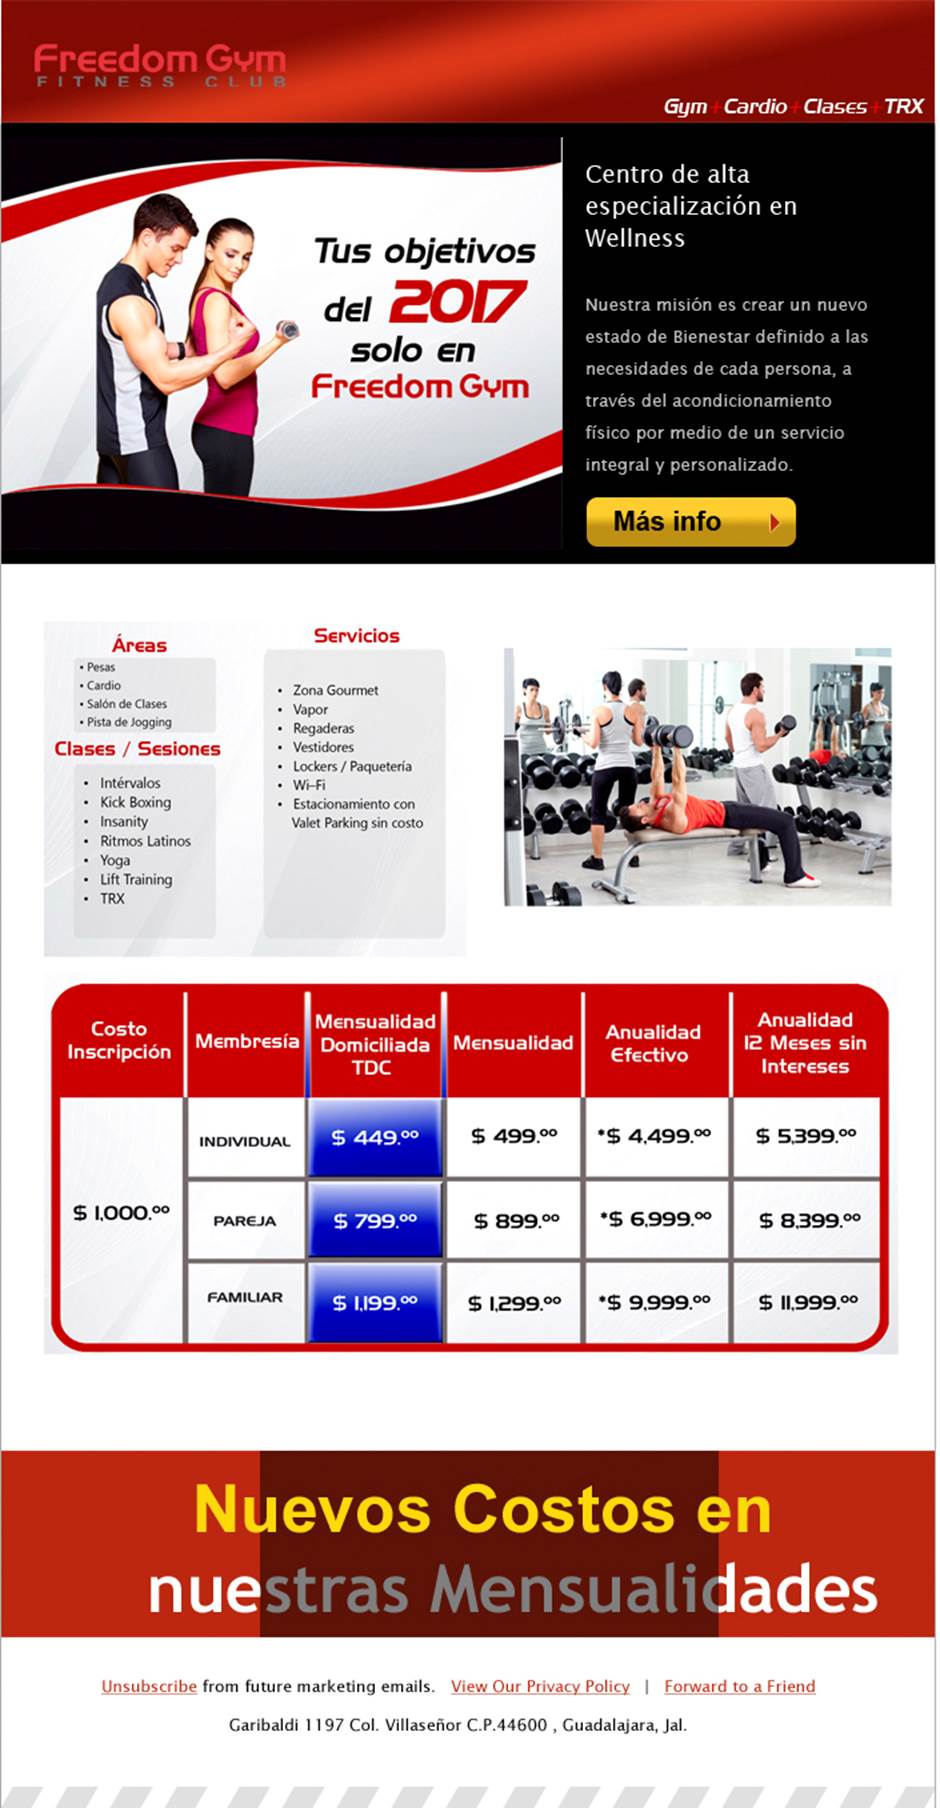 Freedom Gym
FITNESS CLUB
Gym+Cardio+Clases+TRX
Tus objetivos
del 2017
solo en
Freedom Gym
Centro de alta
especialización en
Wellness
Nuestra misión es crear un nuevo
estado de Bienestar definido a las
necesidades de cada persona, a
través del acondicionamiento
físico por medio de un servicio
integral y personalizado.
Más info
Áreas
• Pesas
• Cardio
• Salón de Clases
• Pista de Jogging
Clases / Sesiones
• Intérvalos
• Kick Boxing
• Insanity
• Ritmos Latinos
• Yoga
• Lift Training
• TRX
Servicios
• Zona Gourmet
• Vapor
• Regaderas
• Vestidores
• Lockers / Paquetería
• Wi-Fi
• Estacionamiento con
Valet Parking sin costo
Costo
Inscripción
Membresía
Mensualidad
Domiciliada
TDC
Mensualidad
Anualidad
Efectivo
Anualidad
12 Meses sin
Intereses
$ 1,000.00
INDIVIDUAL
$ 449.00
$ 499.00
*$ 4,499.00
$ 5,399.00
PAREJA
$ 799.00
$ 899.00
*$ 6,999.00
$ 8,399.00
FAMILIAR
$ 1,199.00
$ 1,299.00
*$ 9,999.00
$ 11,999.00
Nuevos Costos en
nuestras Mensualidades
Unsubscribe from future marketing emails. View Our Privacy Policy | Forward to a Friend
Garibaldi 1197 Col. Villaseñor C.P.44600 , Guadalajara, Jal.